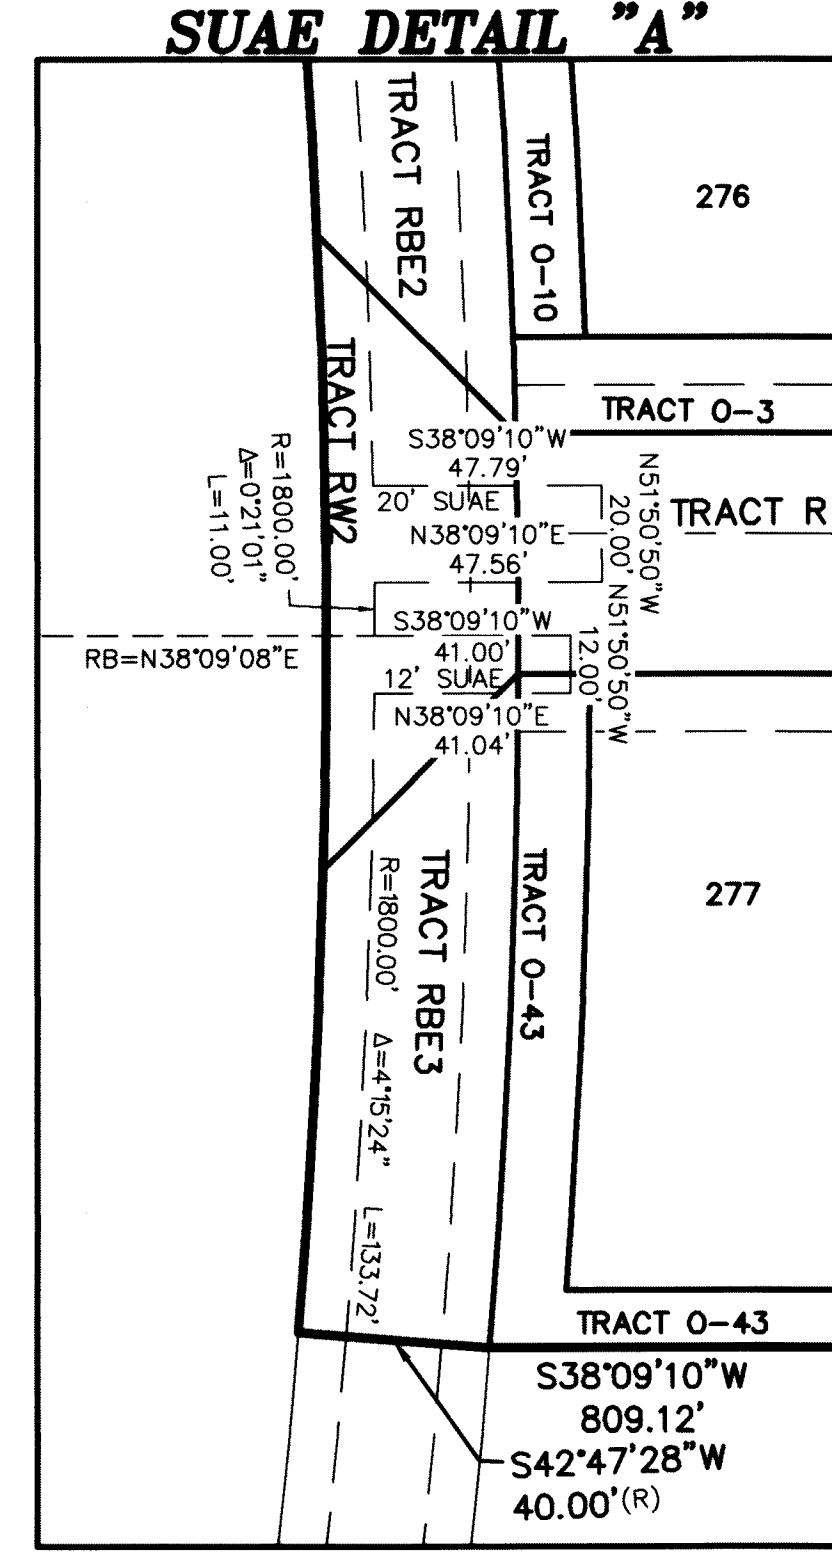 SUAE DETAIL "A"
TRACT RBE2
TRACT O-10
276
TRACT RW2
TRACT O-3
S38°09'10"W
47.79'
20' SUAE
N38°09'10"E
47.56'
N51°50'50"W
20.00'
TRACT R
R=1800.00'
Δ=0°21'01"
L=11.00'
S38°09'10"W
41.00'
12' SUAE
N38°09'10"E
41.04'
N51°50'50"W
12.00'
RB=N38°09'08"E
TRACT RBE3
TRACT O-43
277
R=1800.00' Δ=4°15'24" L=133.72'
TRACT O-43
S38°09'10"W
809.12'
S42°47'28"W
40.00'(R)